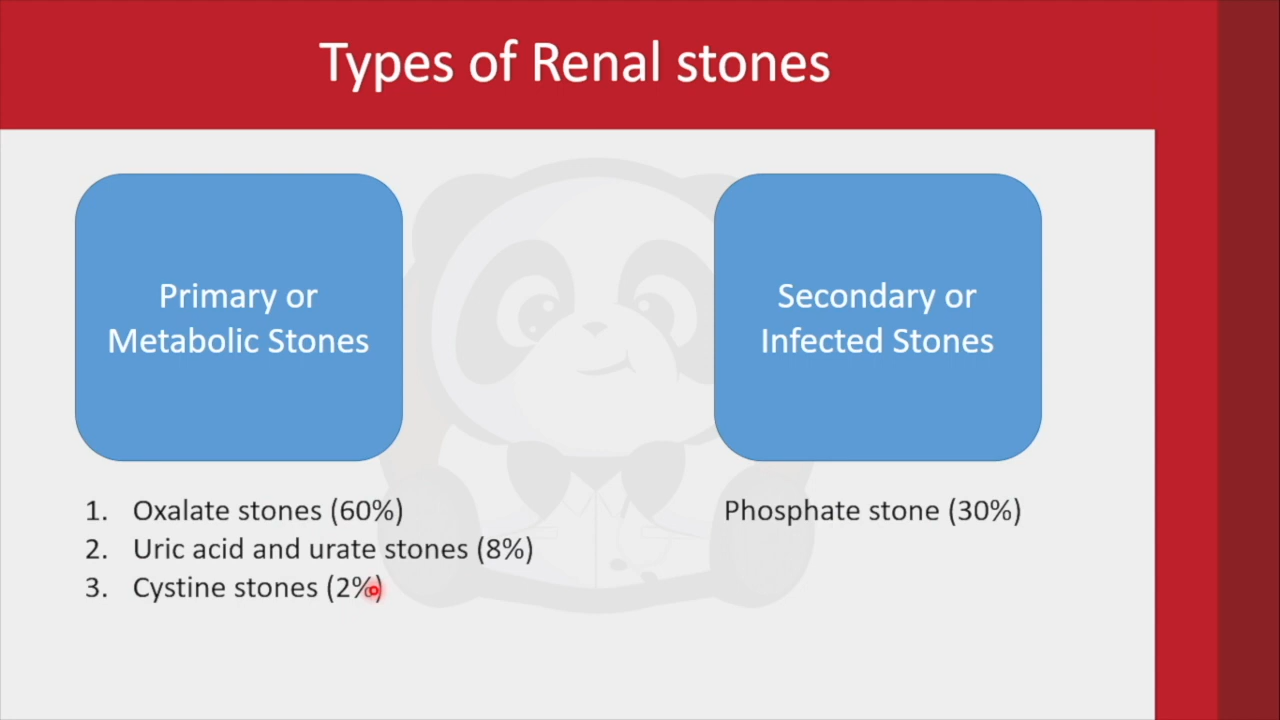 Types of Renal stones
Primary or
Metabolic Stones
Secondary or
Infected Stones
1. Oxalate stones (60%)
2. Uric acid and urate stones (8%)
3. Cystine stones (2%)
Phosphate stone (30%)